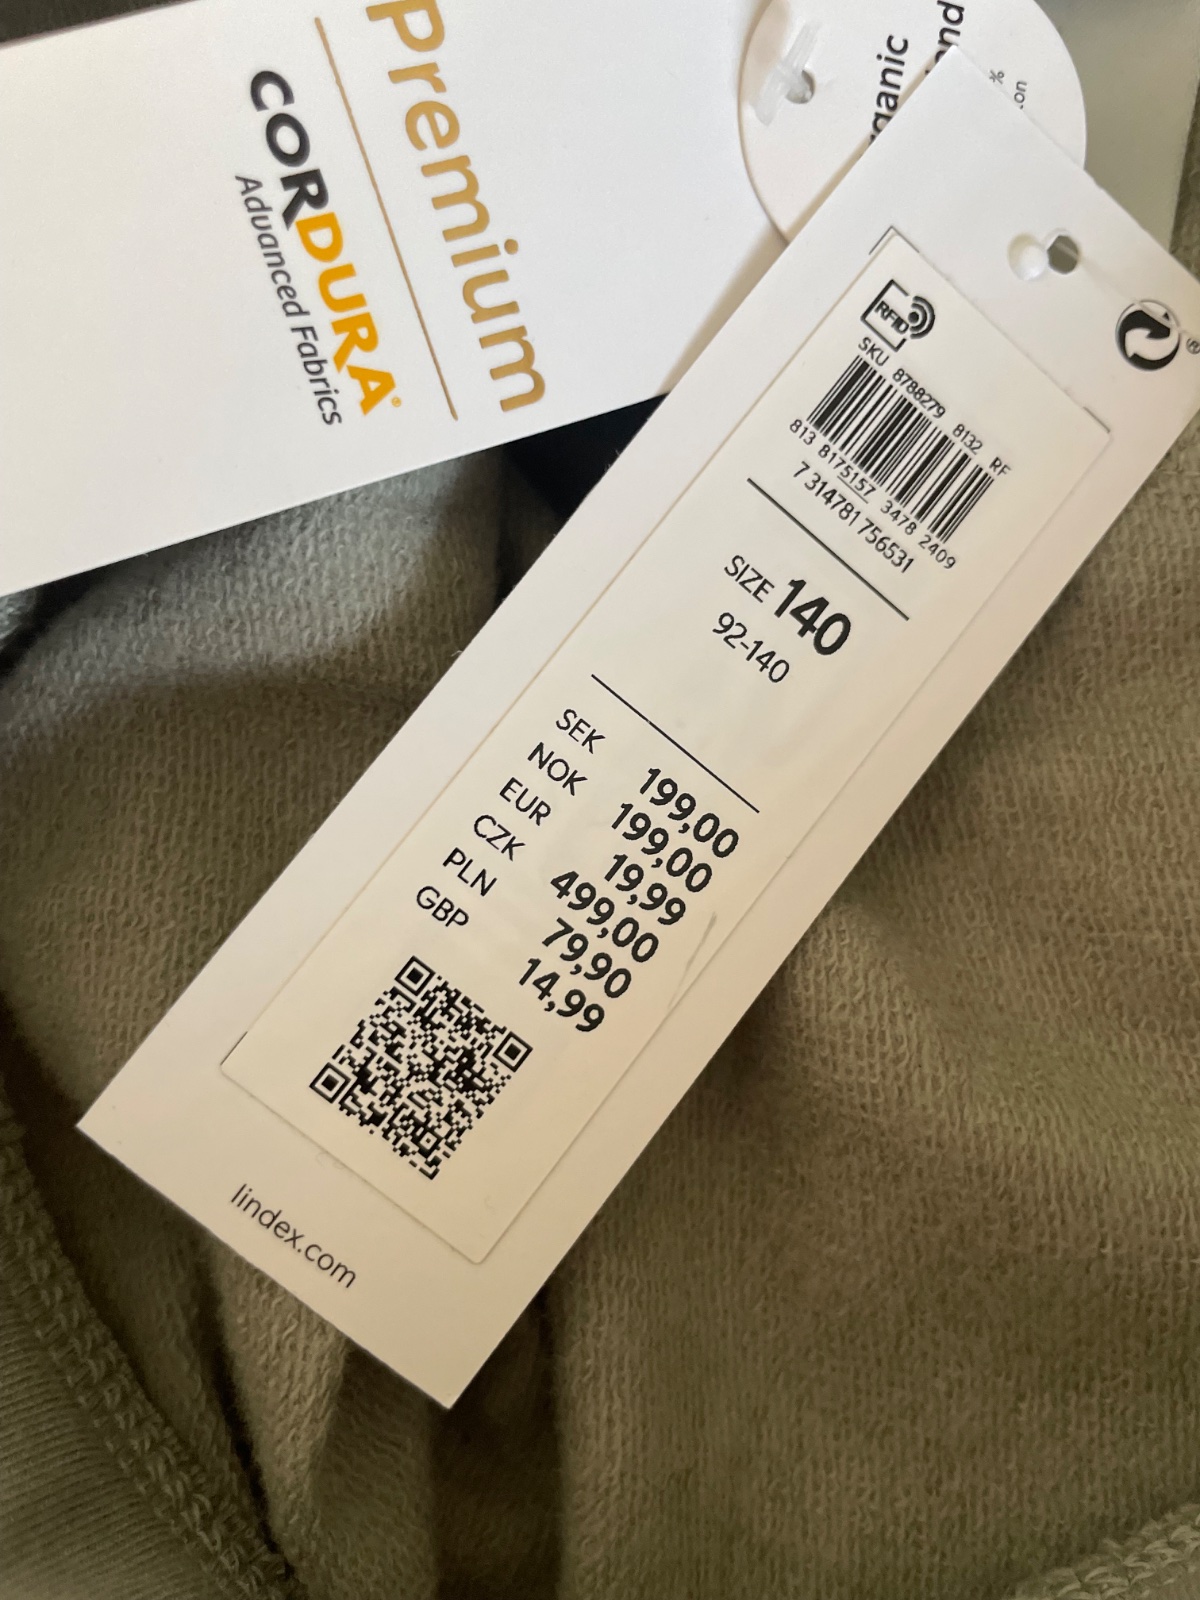 Premium
CORDURA®
Advanced Fabrics
RFID
SKU 8788279 8132 RF
813 8175157 3478 2409
7 314781 756531
SIZE 140
92-140
SEK 199,00
NOK 199,00
EUR 19,99
CZK 499,00
PLN 79,90
GBP 14,99
lindex.com
®